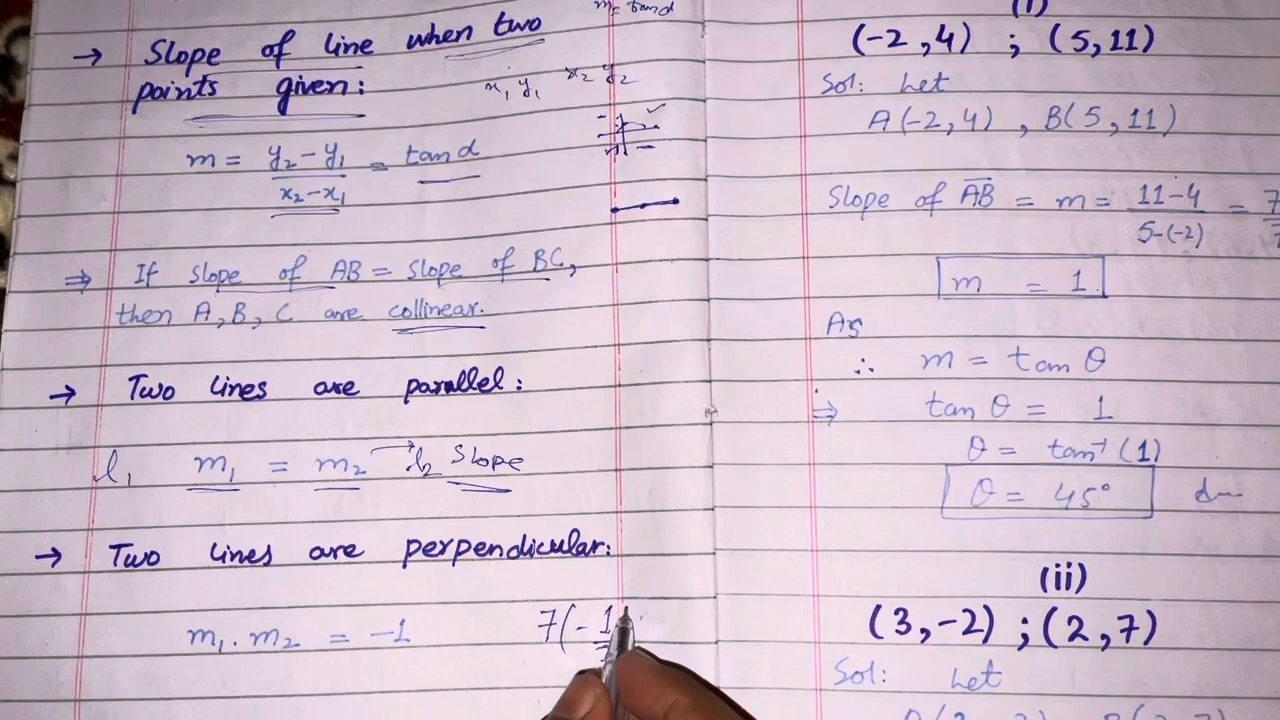 m = tan α
→ Slope of line when two
points given:
x₁ y₁ x₂ y₂
m = y₂-y₁/x₂-x₁ = tan α
⇒ If slope of AB = slope of BC,
then A, B, C are collinear.
→ Two lines are parallel:
l₁ m₁ = m₂ → l₂ Slope
→ Two lines are perpendicular:
m₁. m₂ = -1 7(-1
(i)
(-2,4) ; (5,11)
Sol: Let
A(-2,4) , B(5,11)
Slope of AB = m = 11-4/5-(-2) = 7/7
m = 1.
As
∴ m = tan θ
⇒ tan θ = 1
θ = tan⁻¹ (1)
θ = 45°
(ii)
(3,-2) ; (2,7)
Sol: Let